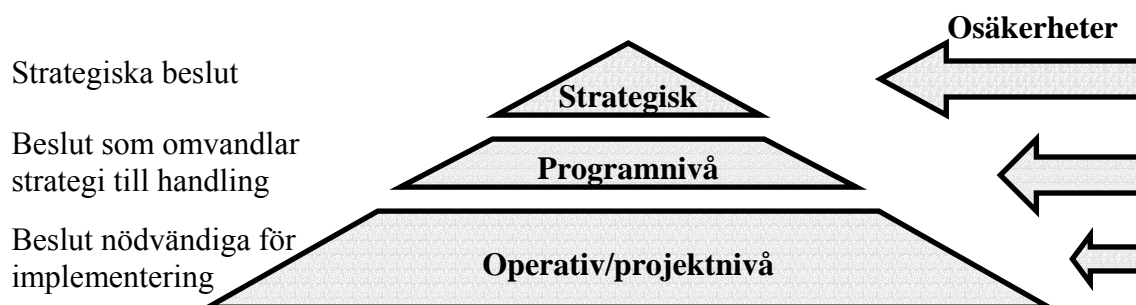 Osäkerheter
Strategiska beslut
Strategisk
Beslut som omvandlar
strategi till handling
Programnivå
Beslut nödvändiga för
implementering
Operativ/projektnivå